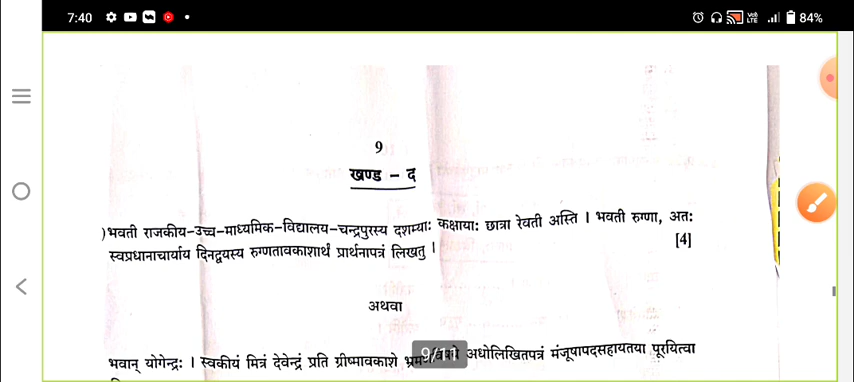 7:40
Vo)) LTE 84%
9
खण्ड - द
)भवती राजकीय-उच्च-माध्यमिक-विद्यालय-चन्द्रपुरस्य दशम्याः कक्षायाः छात्रा रेवती अस्ति । भवती रुग्णा, अतः
स्वप्रधानाचार्याय दिनद्वयस्य रुग्णतावकाशार्थं प्रार्थनापत्रं लिखतु । [4]
अथवा
भवान् योगेन्द्रः । स्वकीयं मित्रं देवेन्द्रं प्रति ग्रीष्मावकाशे अधोलिखितपत्रं मंजूषापदसहायतया पूरयित्वा
9/11